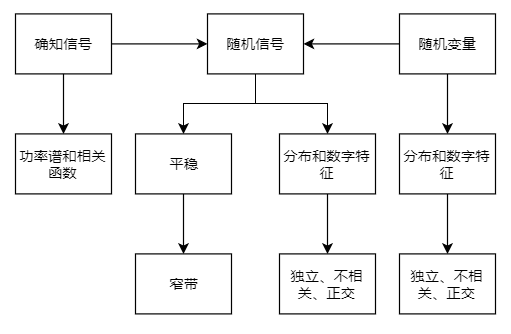 确知信号
随机信号
随机变量
功率谱和相关
函数
平稳
分布和数字特
征
分布和数字特
征
窄带
独立、不相
关、正交
独立、不相
关、正交